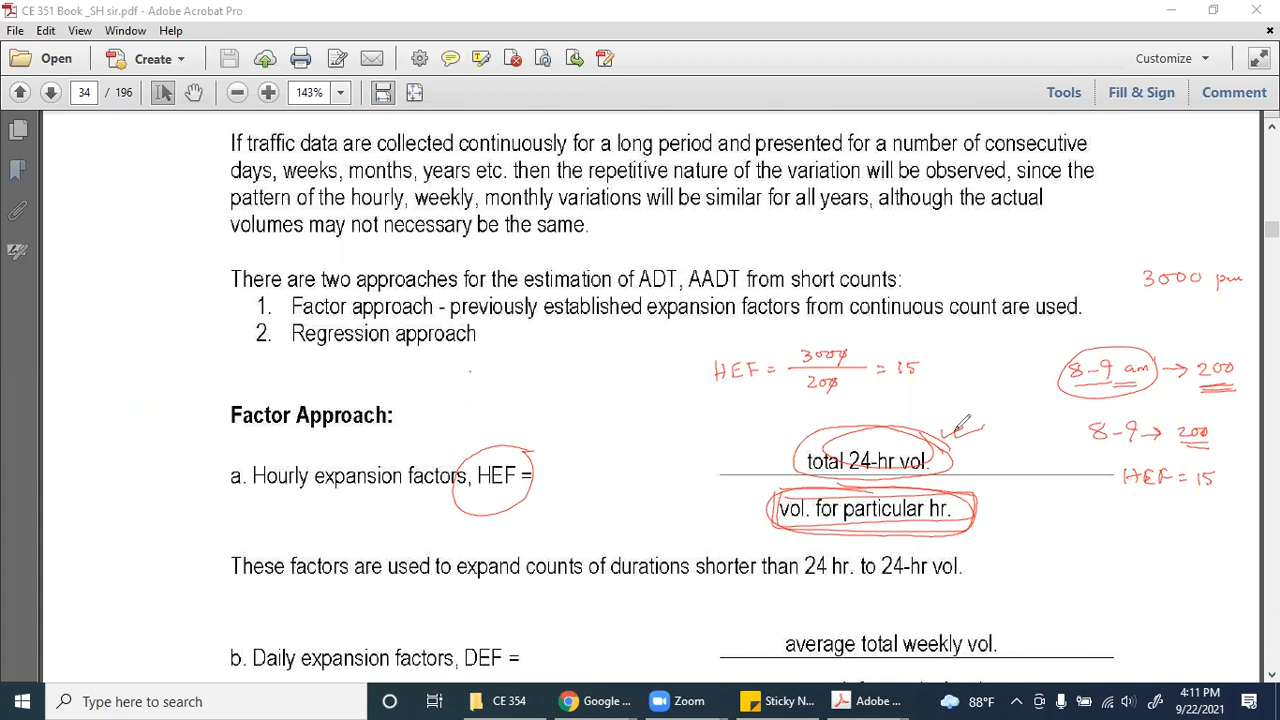 CE 351 Book _SH sir.pdf - Adobe Acrobat Pro
File Edit View Window Help
Open Create Customize
34 / 196 143% Tools Fill & Sign Comment
If traffic data are collected continuously for a long period and presented for a number of consecutive
days, weeks, months, years etc. then the repetitive nature of the variation will be observed, since the
pattern of the hourly, weekly, monthly variations will be similar for all years, although the actual
volumes may not necessary be the same.
There are two approaches for the estimation of ADT, AADT from short counts:
3000 pm
1. Factor approach - previously established expansion factors from continuous count are used.
2. Regression approach
HEF = 3000 / 200 = 15
8-9 am → 200
Factor Approach:
8-9 → 200
total 24-hr vol.
a. Hourly expansion factors, HEF =
HEF = 15
vol. for particular hr.
These factors are used to expand counts of durations shorter than 24 hr. to 24-hr vol.
average total weekly vol.
b. Daily expansion factors, DEF =
Type here to search CE 354 Google ... Zoom Sticky N... Adobe ... 88°F 4:11 PM
9/22/2021